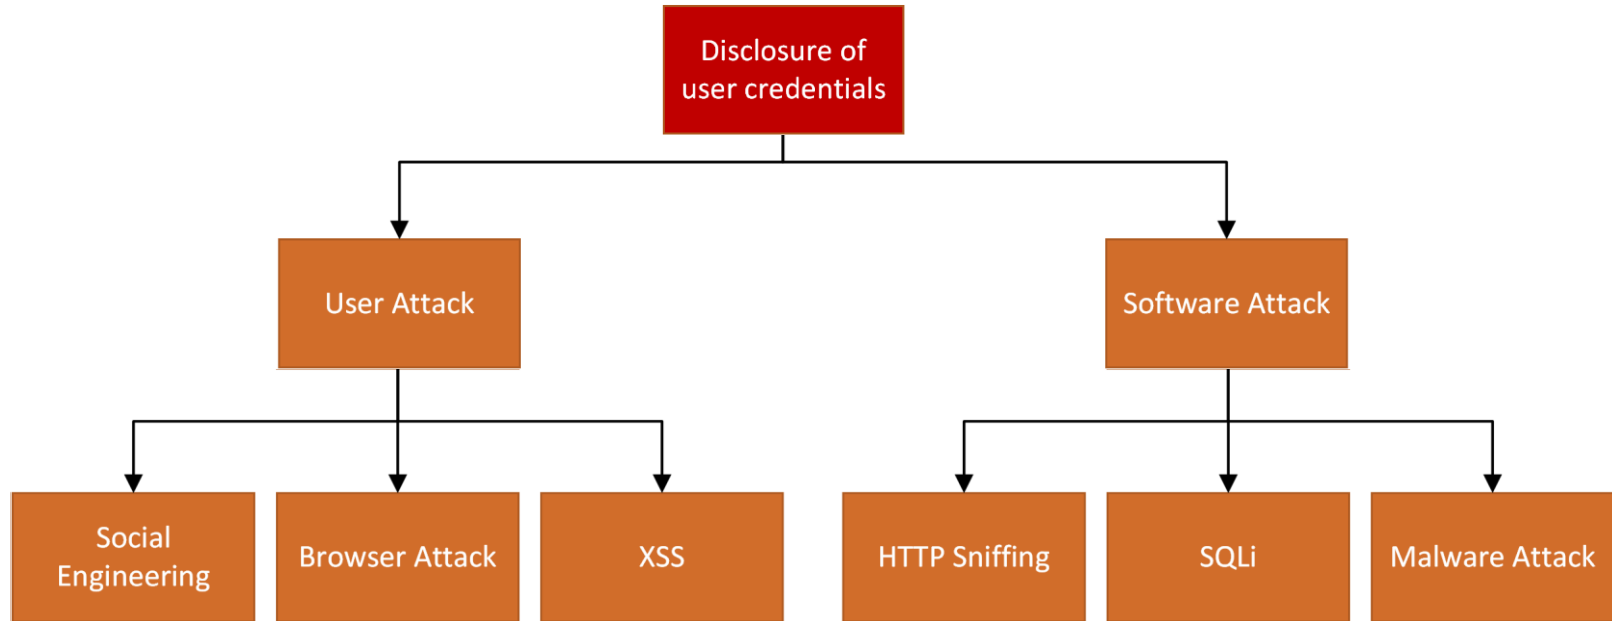 Disclosure of
user credentials
User Attack
Software Attack
Social
Engineering
Browser Attack
XSS
HTTP Sniffing
SQLi
Malware Attack